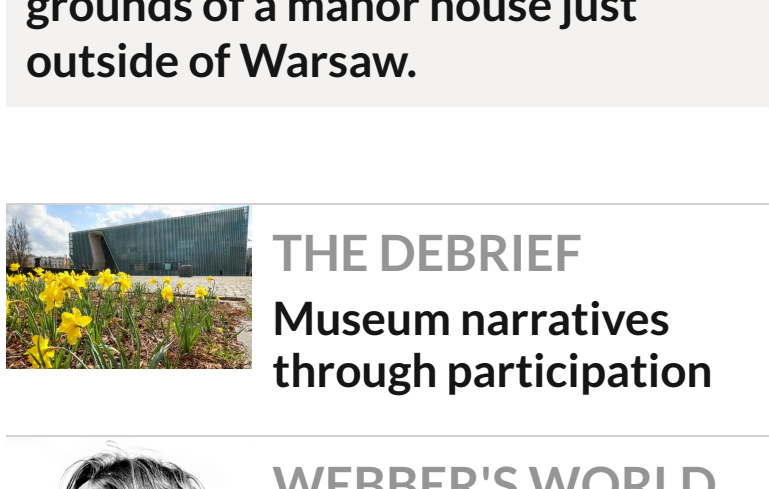 grounds of a manor house just
outside of Warsaw.
THE DEBRIEF
Museum narratives
through participation
WEBBER'S WORLD